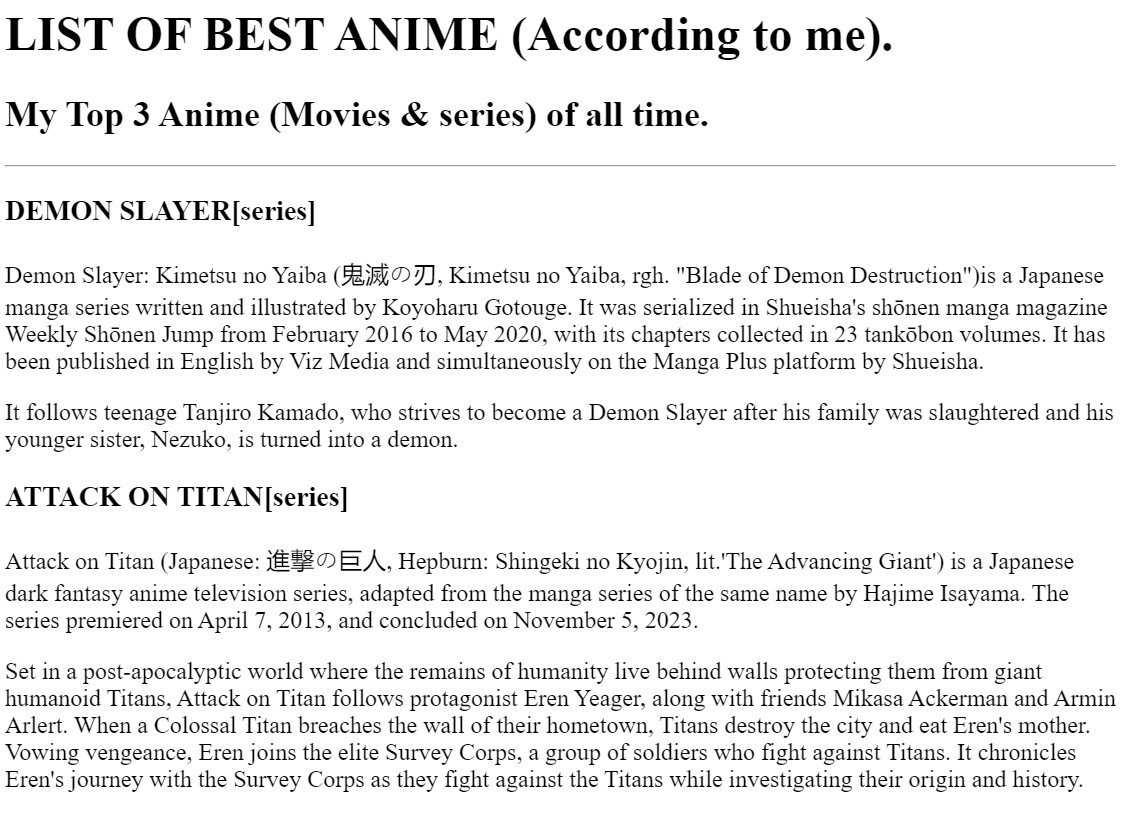 LIST OF BEST ANIME (According to me).
My Top 3 Anime (Movies & series) of all time.
DEMON SLAYER[series]
Demon Slayer: Kimetsu no Yaiba (鬼滅の刃, Kimetsu no Yaiba, rgh. "Blade of Demon Destruction")is a Japanese
manga series written and illustrated by Koyoharu Gotouge. It was serialized in Shueisha's shōnen manga magazine
Weekly Shōnen Jump from February 2016 to May 2020, with its chapters collected in 23 tankōbon volumes. It has
been published in English by Viz Media and simultaneously on the Manga Plus platform by Shueisha.
It follows teenage Tanjiro Kamado, who strives to become a Demon Slayer after his family was slaughtered and his
younger sister, Nezuko, is turned into a demon.
ATTACK ON TITAN[series]
Attack on Titan (Japanese: 進撃の巨人, Hepburn: Shingeki no Kyojin, lit.'The Advancing Giant') is a Japanese
dark fantasy anime television series, adapted from the manga series of the same name by Hajime Isayama. The
series premiered on April 7, 2013, and concluded on November 5, 2023.
Set in a post-apocalyptic world where the remains of humanity live behind walls protecting them from giant
humanoid Titans, Attack on Titan follows protagonist Eren Yeager, along with friends Mikasa Ackerman and Armin
Arlert. When a Colossal Titan breaches the wall of their hometown, Titans destroy the city and eat Eren's mother.
Vowing vengeance, Eren joins the elite Survey Corps, a group of soldiers who fight against Titans. It chronicles
Eren's journey with the Survey Corps as they fight against the Titans while investigating their origin and history.